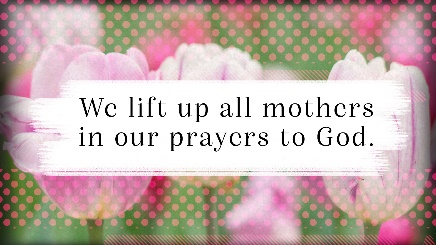 We lift up all mothers
in our prayers to God.